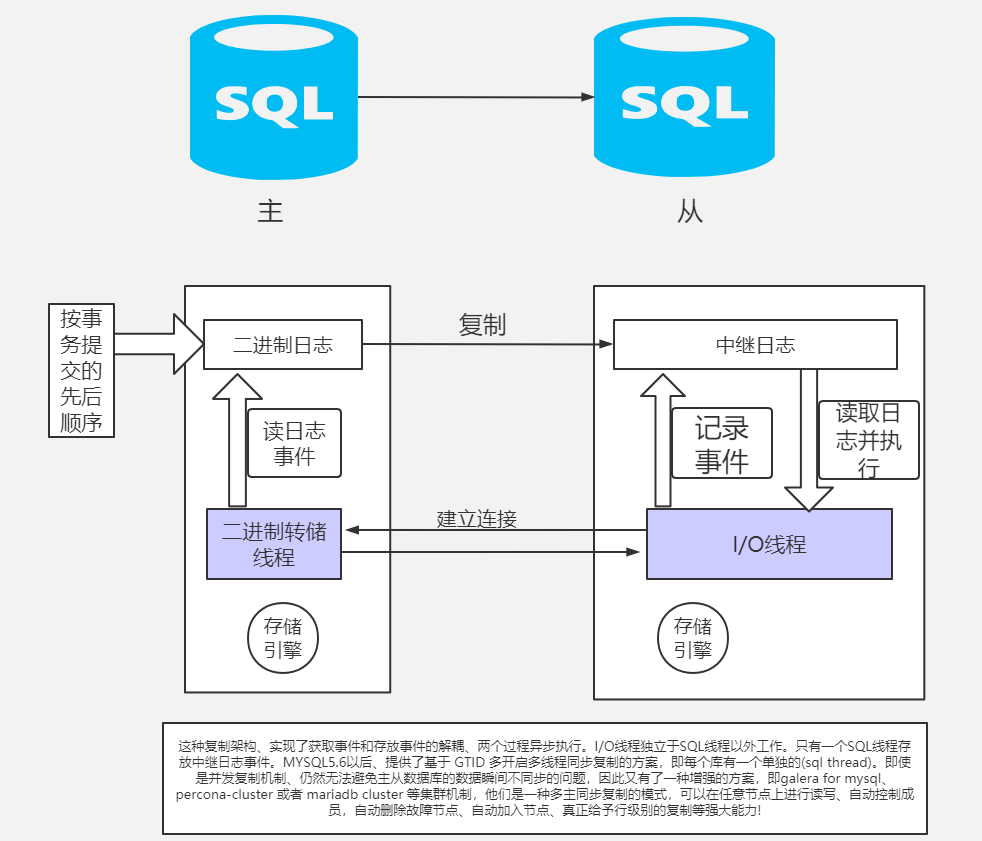 SQL
SQL
主
从
按事
务提
交的
先后
顺序
二进制日志
复制
中继日志
读日志
事件
记录
事件
读取日
志并执
行
二进制转储
线程
建立连接
I/O线程
存储
引擎
存储
引擎
这种复制架构、实现了获取事件和存放事件的解耦、两个过程异步执行。I/O线程独立于SQL线程以外工作。只有一个SQL线程存
放中继日志事件。MYSQL5.6以后、提供了基于 GTID 多开启多线程同步复制的方案，即每个库有一个单独的(sql thread)。即使
是并发复制机制、仍然无法避免主从数据库的数据瞬间不同步的问题，因此又有了一种增强的方案，即galera for mysql、
percona-cluster 或者 mariadb cluster 等集群机制，他们是一种多主同步复制的模式，可以在任意节点上进行读写、自动控制成
员，自动删除故障节点、自动加入节点、真正给予行级别的复制等强大能力!